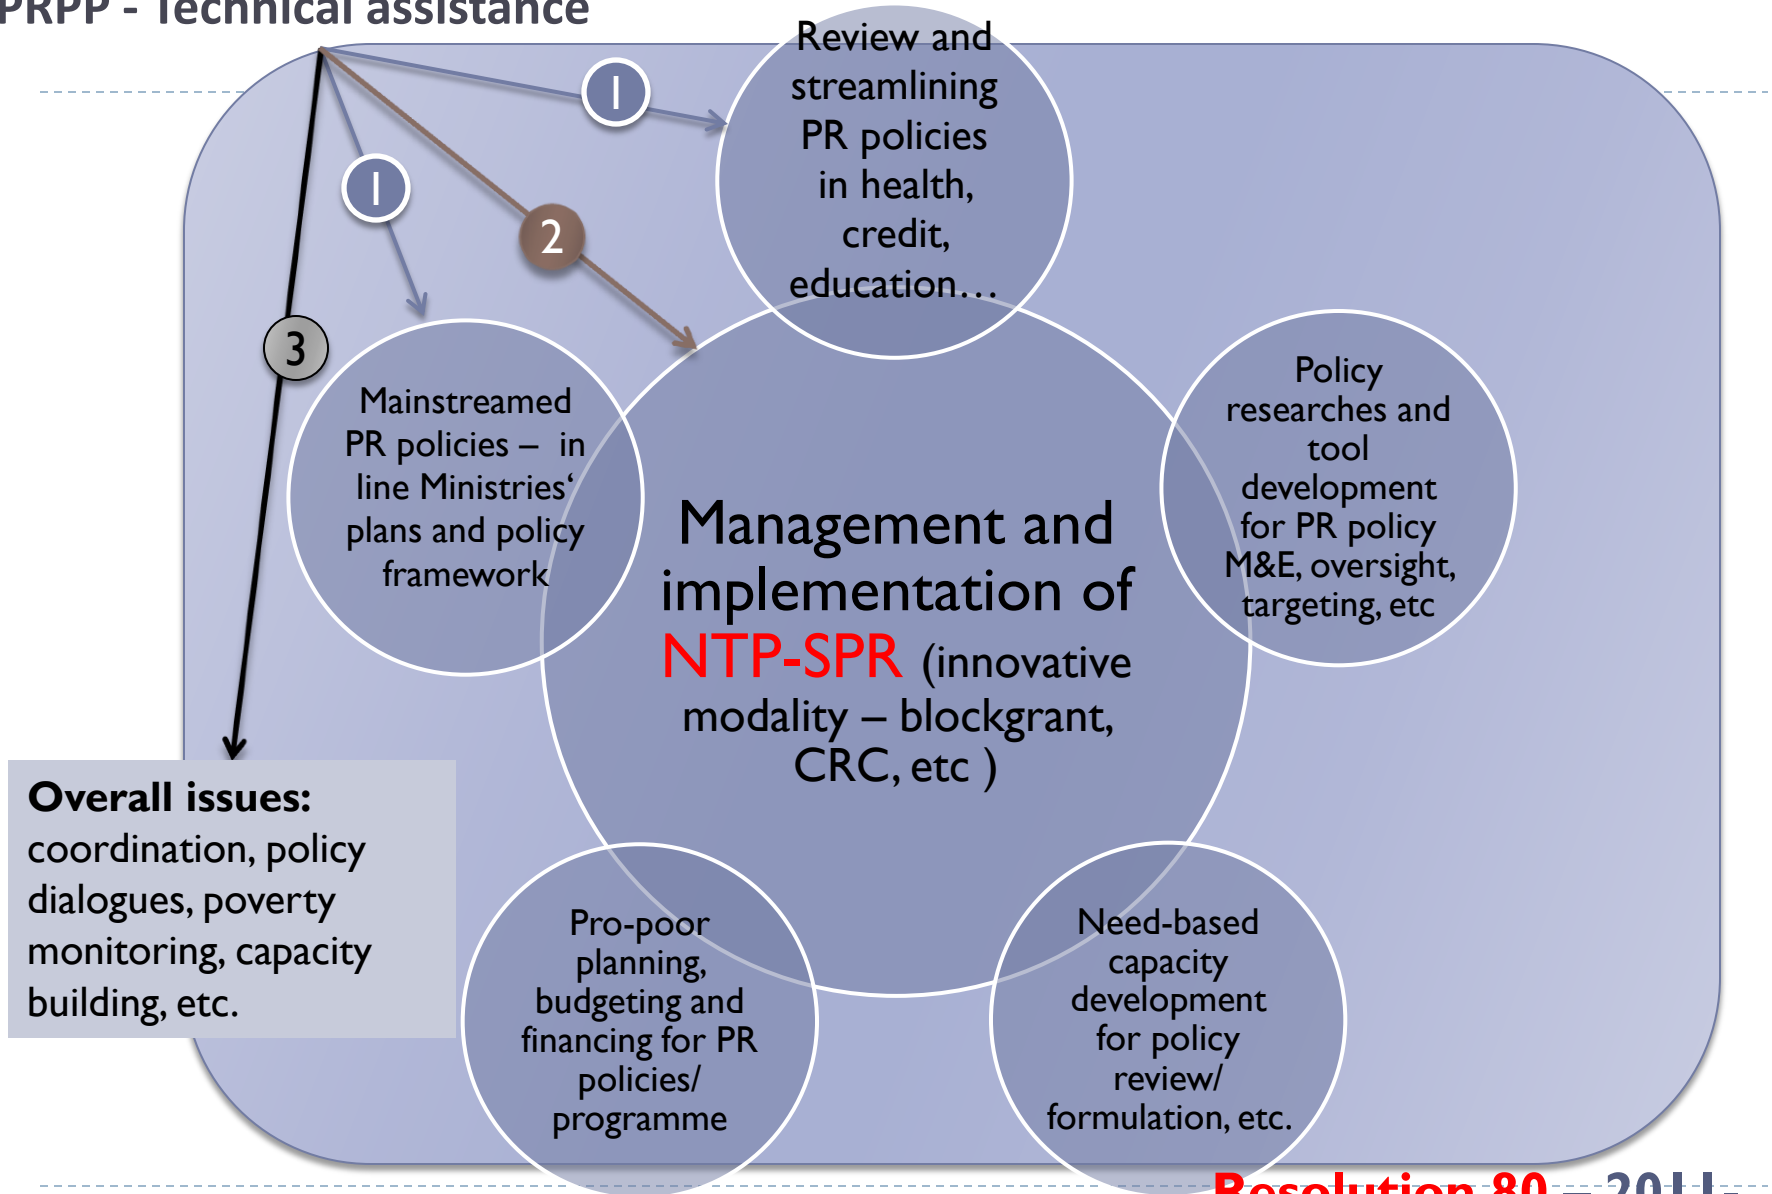 PRPP - Technical assistance
Review and
streamlining
PR policies
in health,
credit,
education…
1
1
2
3
Mainstreamed
PR policies – in
line Ministries‘
plans and policy
framework
Policy
researches and
tool
development
for PR policy
M&E, oversight,
targeting, etc
Management and
implementation of
NTP-SPR (innovative
modality – blockgrant,
CRC, etc )
Overall issues:
coordination, policy
dialogues, poverty
monitoring, capacity
building, etc.
Pro-poor
planning,
budgeting and
financing for PR
policies/
programme
Need-based
capacity
development
for policy
review/
formulation, etc.
Resolution 80 – 2011-